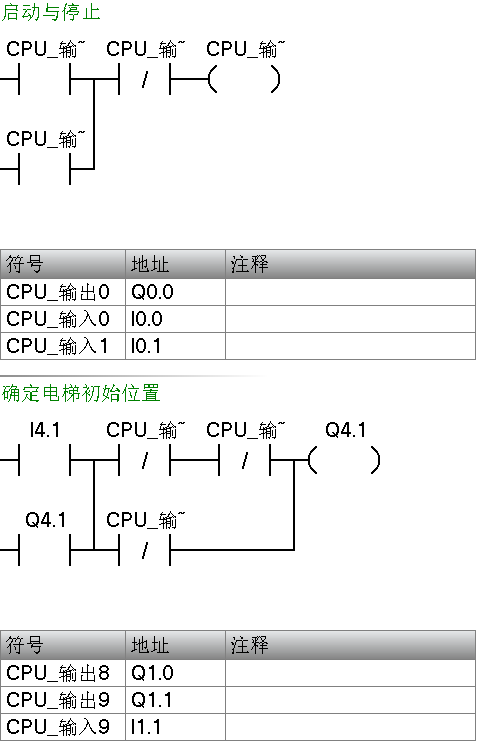 启动与停止
CPU_输~ CPU_输~ CPU_输~
/
CPU_输~
符号 地址 注释
CPU_输出0 Q0.0
CPU_输入0 I0.0
CPU_输入1 I0.1
确定电梯初始位置
I4.1 CPU_输~ CPU_输~ Q4.1
/ /
Q4.1 CPU_输~
/
符号 地址 注释
CPU_输出8 Q1.0
CPU_输出9 Q1.1
CPU_输入9 I1.1